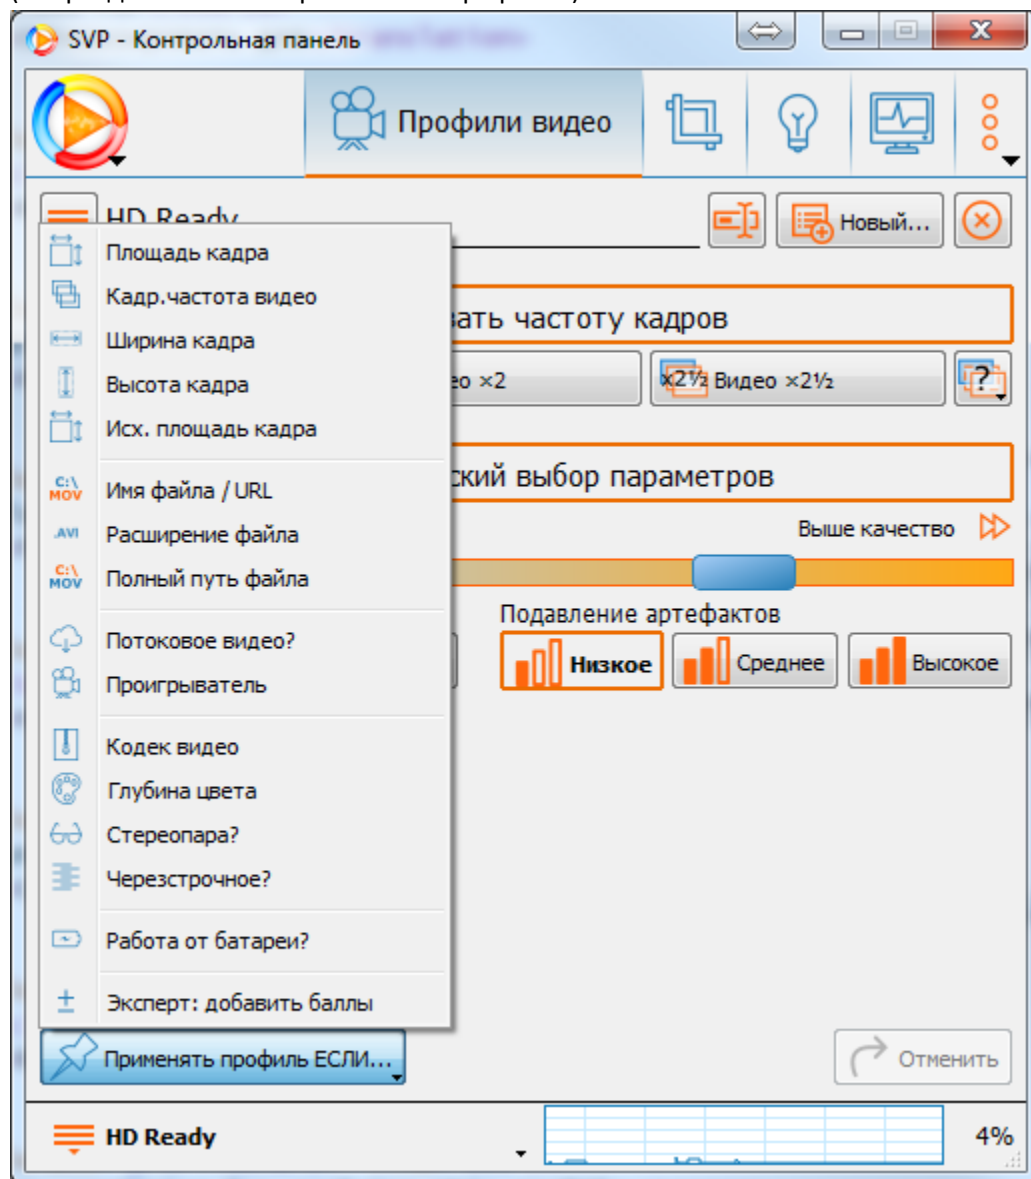 SVP - Контрольная панель
Профили видео
HD Ready
Новый...
Площадь кадра
Кадр.частота видео
Ширина кадра
Высота кадра
Исх. площадь кадра
C:\
MOV
Имя файла / URL
.AVI
Расширение файла
C:\
MOV
Полный путь файла
Потоковое видео?
Проигрыватель
Кодек видео
Глубина цвета
Стереопара?
Черезстрочное?
Работа от батареи?
Эксперт: добавить баллы
вать частоту кадров
ео ×2
x2½ Видео ×2½
?
ский выбор параметров
Выше качество
Подавление артефактов
Низкое
Среднее
Высокое
Применять профиль ЕСЛИ...
Отменить
HD Ready
4%